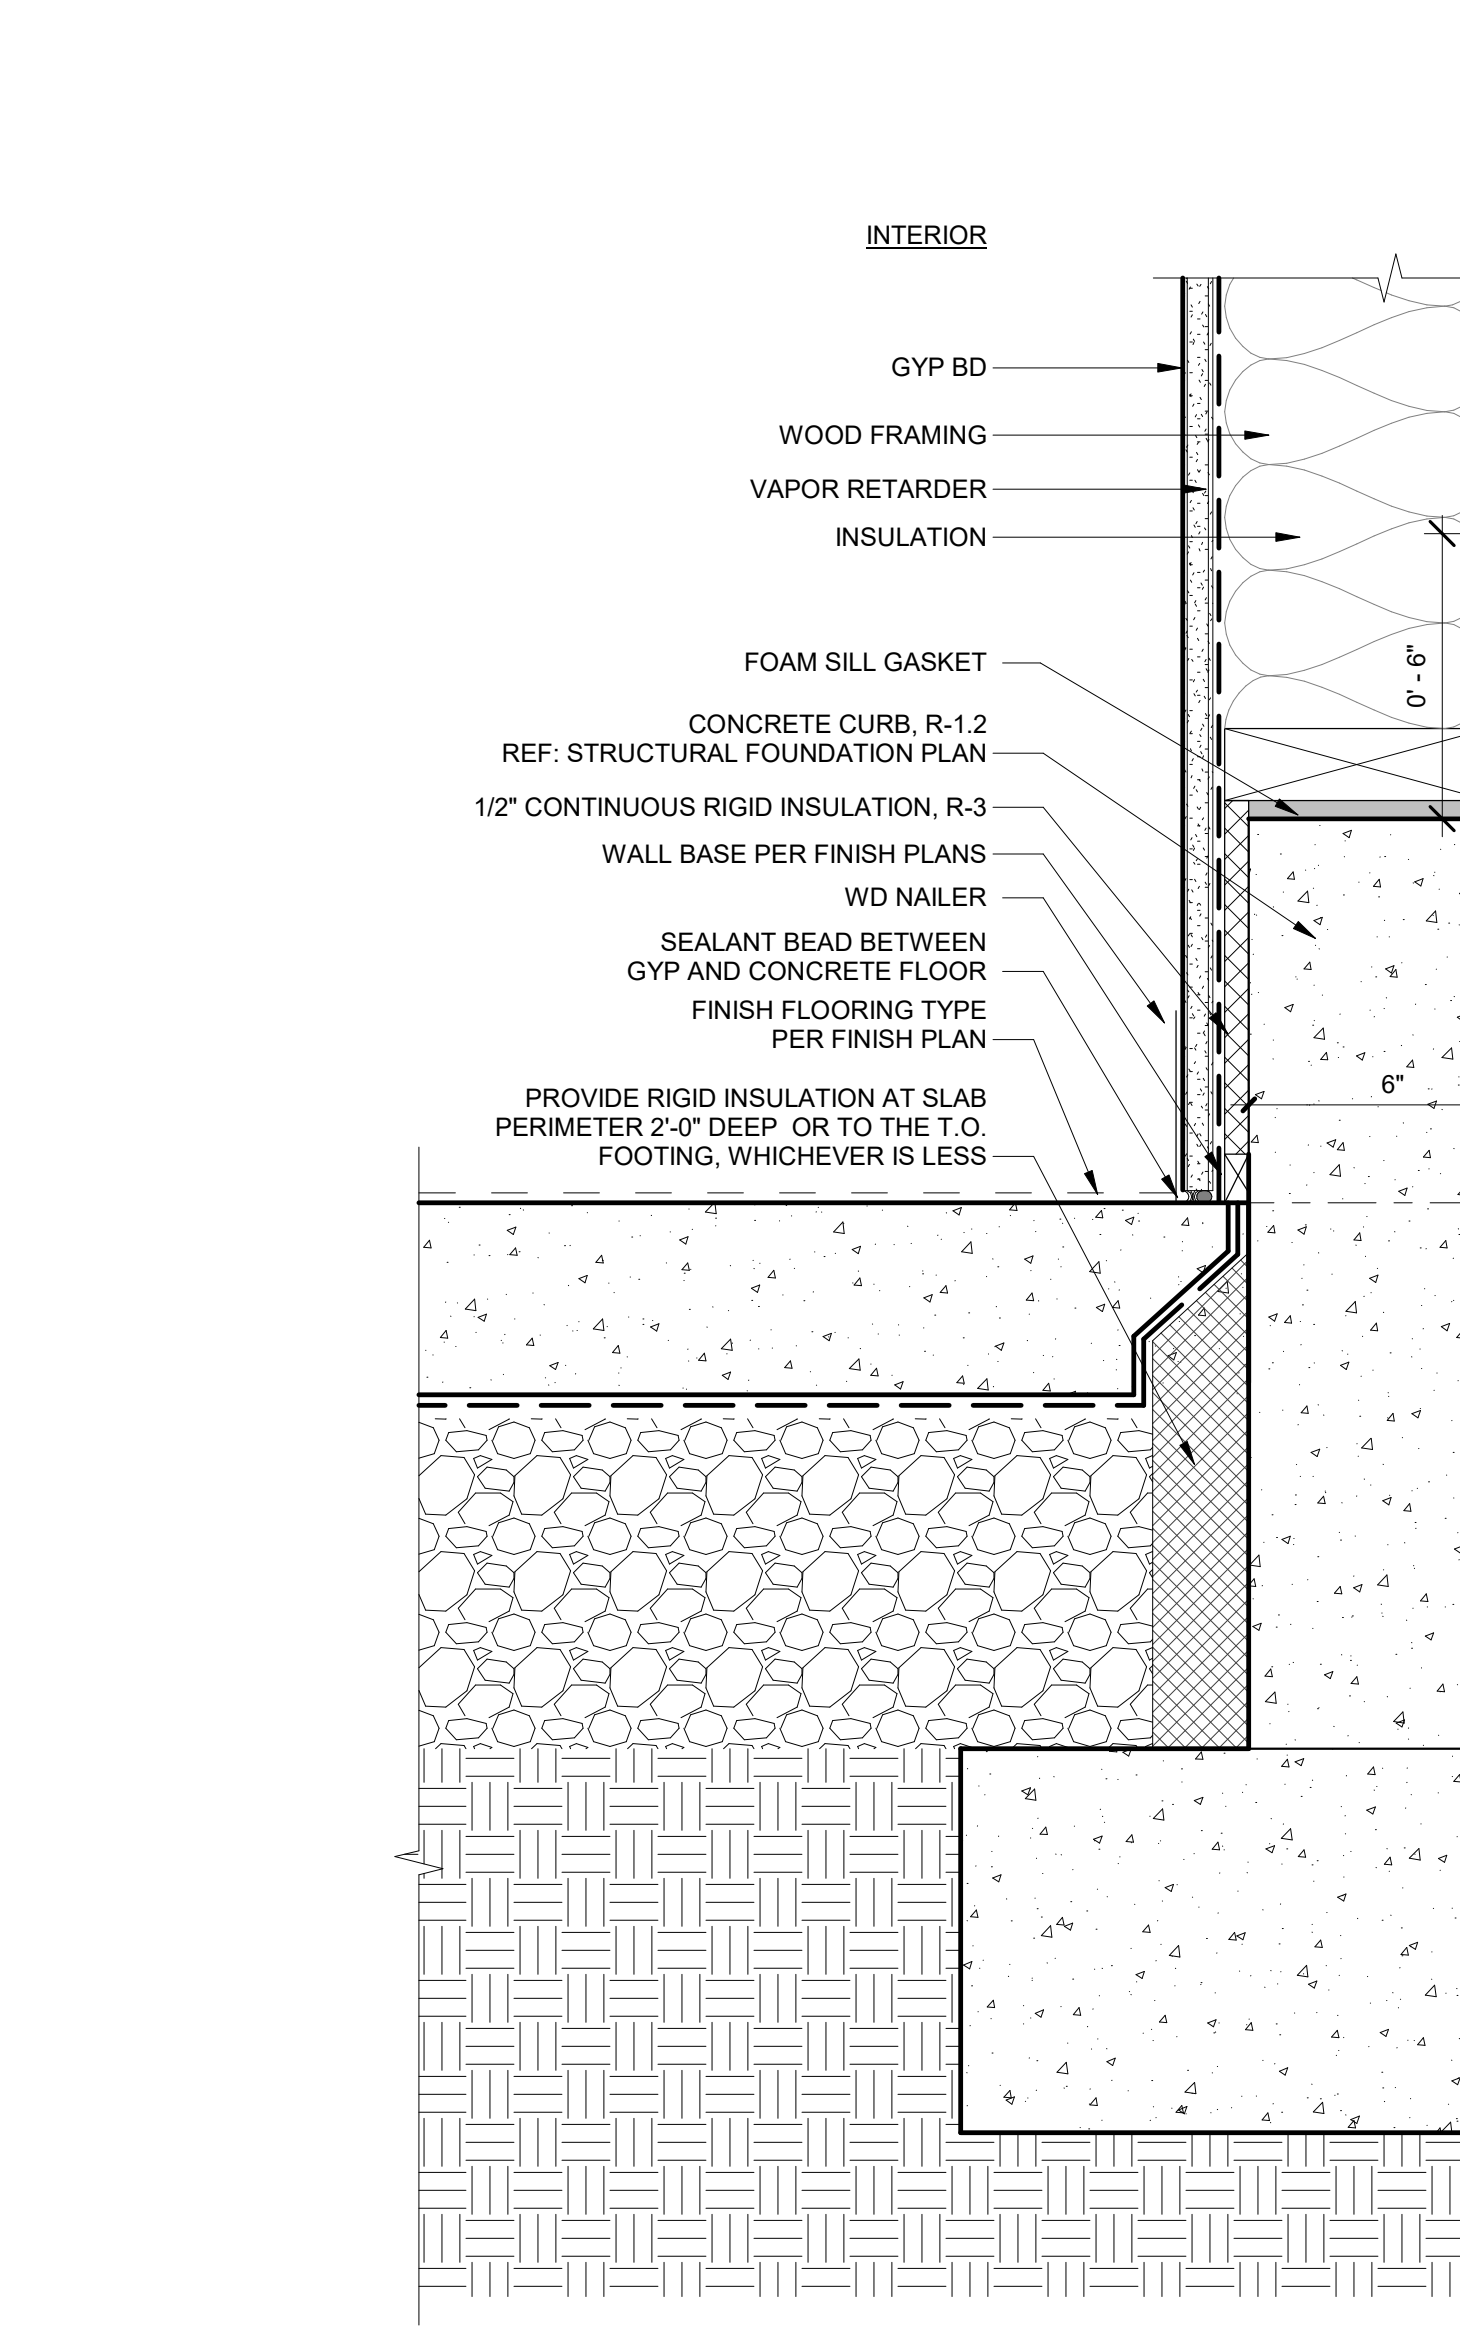 INTERIOR
GYP BD
WOOD FRAMING
VAPOR RETARDER
INSULATION
0' - 6"
FOAM SILL GASKET
CONCRETE CURB, R-1.2
REF: STRUCTURAL FOUNDATION PLAN
1/2" CONTINUOUS RIGID INSULATION, R-3
WALL BASE PER FINISH PLANS
WD NAILER
SEALANT BEAD BETWEEN
GYP AND CONCRETE FLOOR
FINISH FLOORING TYPE
PER FINISH PLAN
6"
PROVIDE RIGID INSULATION AT SLAB
PERIMETER 2'-0" DEEP OR TO THE T.O.
FOOTING, WHICHEVER IS LESS